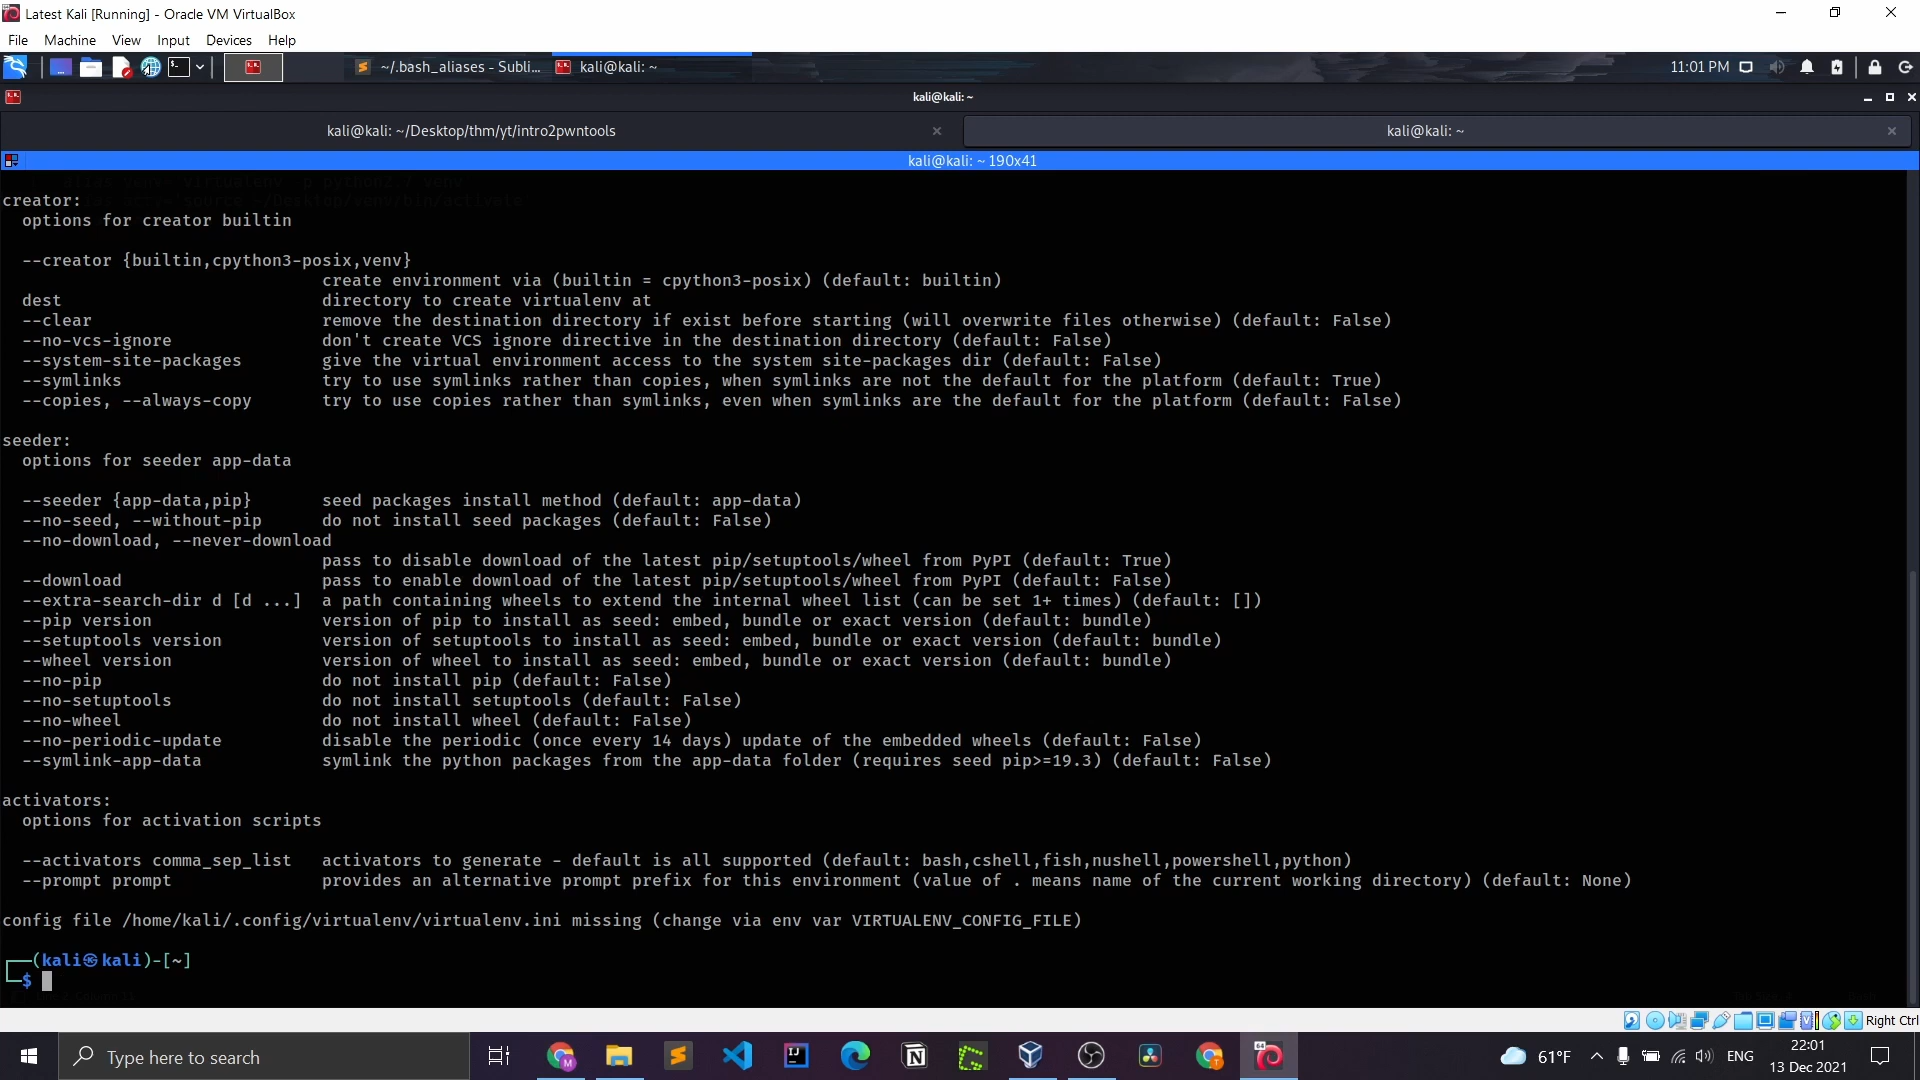 Latest Kali [Running] - Oracle VM VirtualBox
File Machine View Input Devices Help
~/.bash_aliases - Subli... kali@kali: ~ 11:01 PM
kali@kali: ~
kali@kali: ~/Desktop/thm/yt/intro2pwntools kali@kali: ~
kali@kali: ~ 190x41
creator:
options for creator builtin
--creator {builtin,cpython3-posix,venv}
create environment via (builtin = cpython3-posix) (default: builtin)
dest directory to create virtualenv at
--clear remove the destination directory if exist before starting (will overwrite files otherwise) (default: False)
--no-vcs-ignore don't create VCS ignore directive in the destination directory (default: False)
--system-site-packages give the virtual environment access to the system site-packages dir (default: False)
--symlinks try to use symlinks rather than copies, when symlinks are not the default for the platform (default: True)
--copies, --always-copy try to use copies rather than symlinks, even when symlinks are the default for the platform (default: False)
seeder:
options for seeder app-data
--seeder {app-data,pip} seed packages install method (default: app-data)
--no-seed, --without-pip do not install seed packages (default: False)
--no-download, --never-download
pass to disable download of the latest pip/setuptools/wheel from PyPI (default: True)
--download pass to enable download of the latest pip/setuptools/wheel from PyPI (default: False)
--extra-search-dir d [d ...] a path containing wheels to extend the internal wheel list (can be set 1+ times) (default: [])
--pip version version of pip to install as seed: embed, bundle or exact version (default: bundle)
--setuptools version version of setuptools to install as seed: embed, bundle or exact version (default: bundle)
--wheel version version of wheel to install as seed: embed, bundle or exact version (default: bundle)
--no-pip do not install pip (default: False)
--no-setuptools do not install setuptools (default: False)
--no-wheel do not install wheel (default: False)
--no-periodic-update disable the periodic (once every 14 days) update of the embedded wheels (default: False)
--symlink-app-data symlink the python packages from the app-data folder (requires seed pip>=19.3) (default: False)
activators:
options for activation scripts
--activators comma_sep_list activators to generate - default is all supported (default: bash,cshell,fish,nushell,powershell,python)
--prompt prompt provides an alternative prompt prefix for this environment (value of . means name of the current working directory) (default: None)
config file /home/kali/.config/virtualenv/virtualenv.ini missing (change via env var VIRTUALENV_CONFIG_FILE)
(kali㉿kali)-[~]
$
Right Ctrl
Type here to search 61°F ENG 22:01
13 Dec 2021